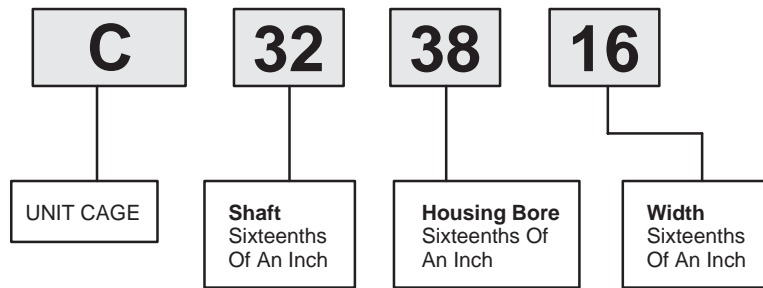 C 32 38 16
UNIT CAGE
Shaft
Sixteenths
Of An Inch
Housing Bore
Sixteenths Of
An Inch
Width
Sixteenths
Of An Inch